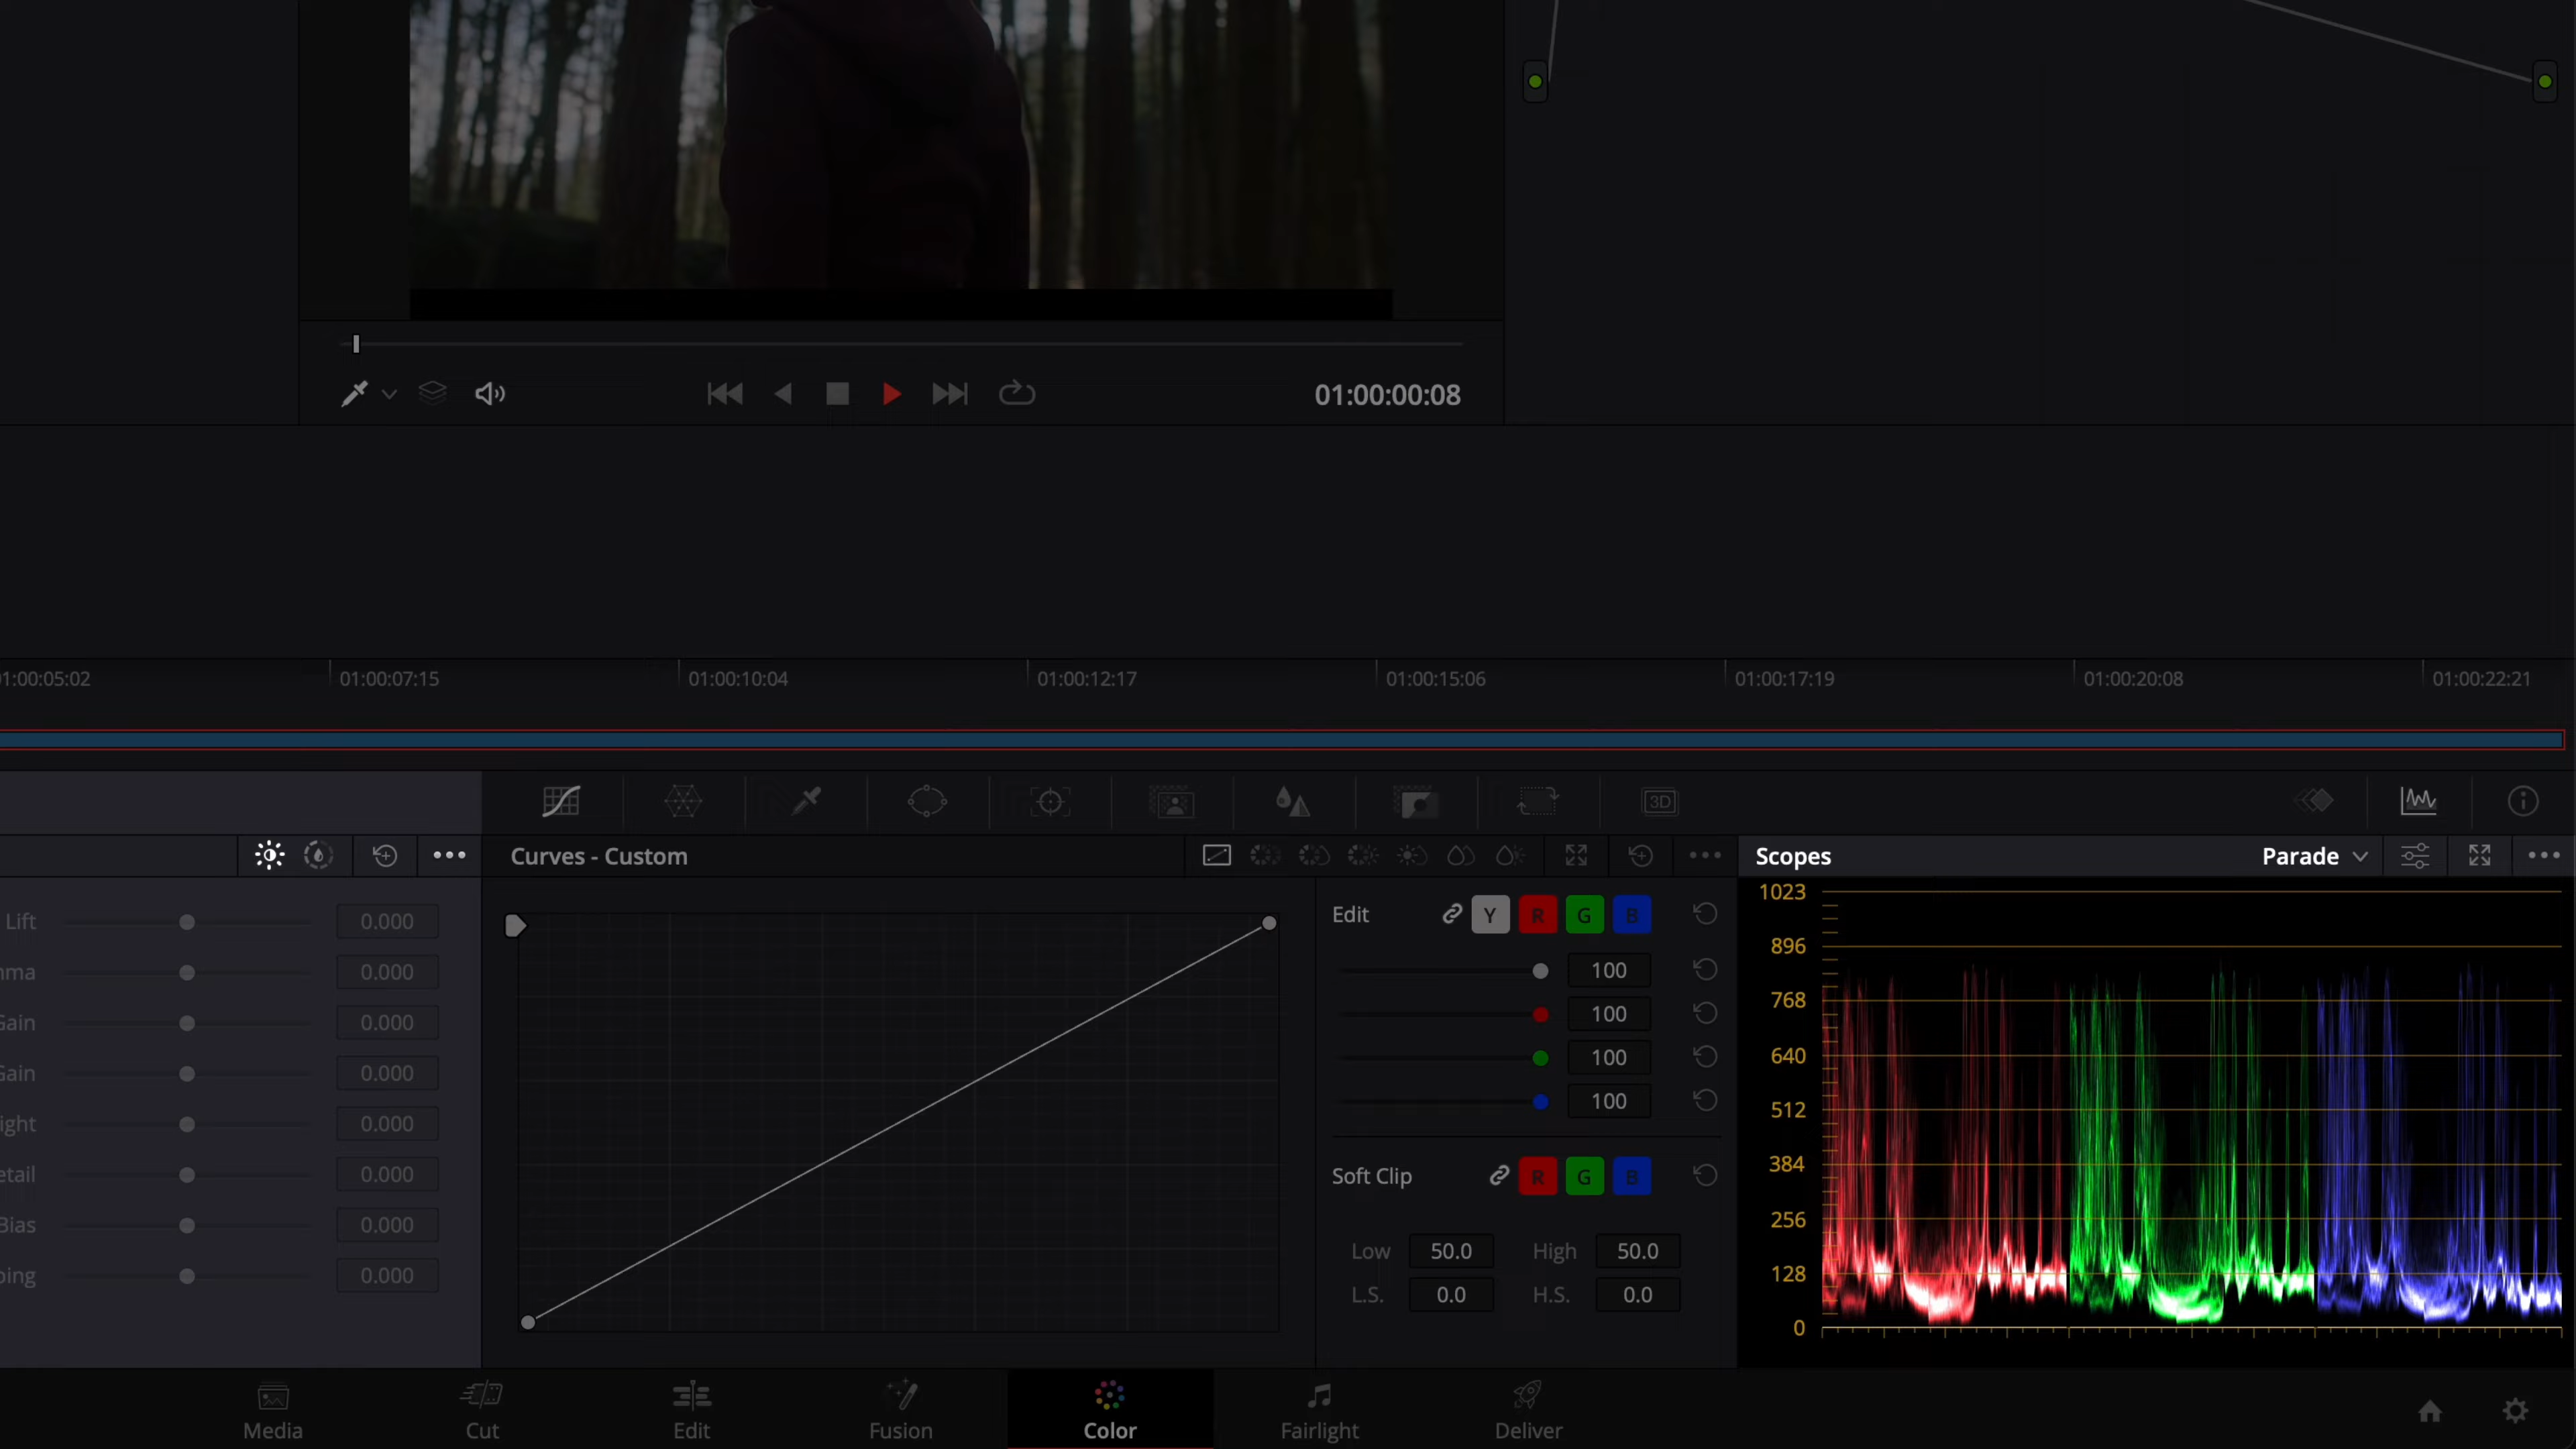 01:00:00:08
1:00:05:02
01:00:07:15
01:00:10:04
01:00:12:17
01:00:15:06
01:00:17:19
01:00:20:08
01:00:22:21
3D
Curves - Custom
Scopes
Parade
Lift 0.000
mma 0.000
Gain 0.000
Gain 0.000
ight 0.000
etail 0.000
Bias 0.000
ping 0.000
Edit Y R G B
100
100
100
100
Soft Clip R G B
Low 50.0 High 50.0
L.S. 0.0 H.S. 0.0
1023
896
768
640
512
384
256
128
0
Media
Cut
Edit
Fusion
Color
Fairlight
Deliver